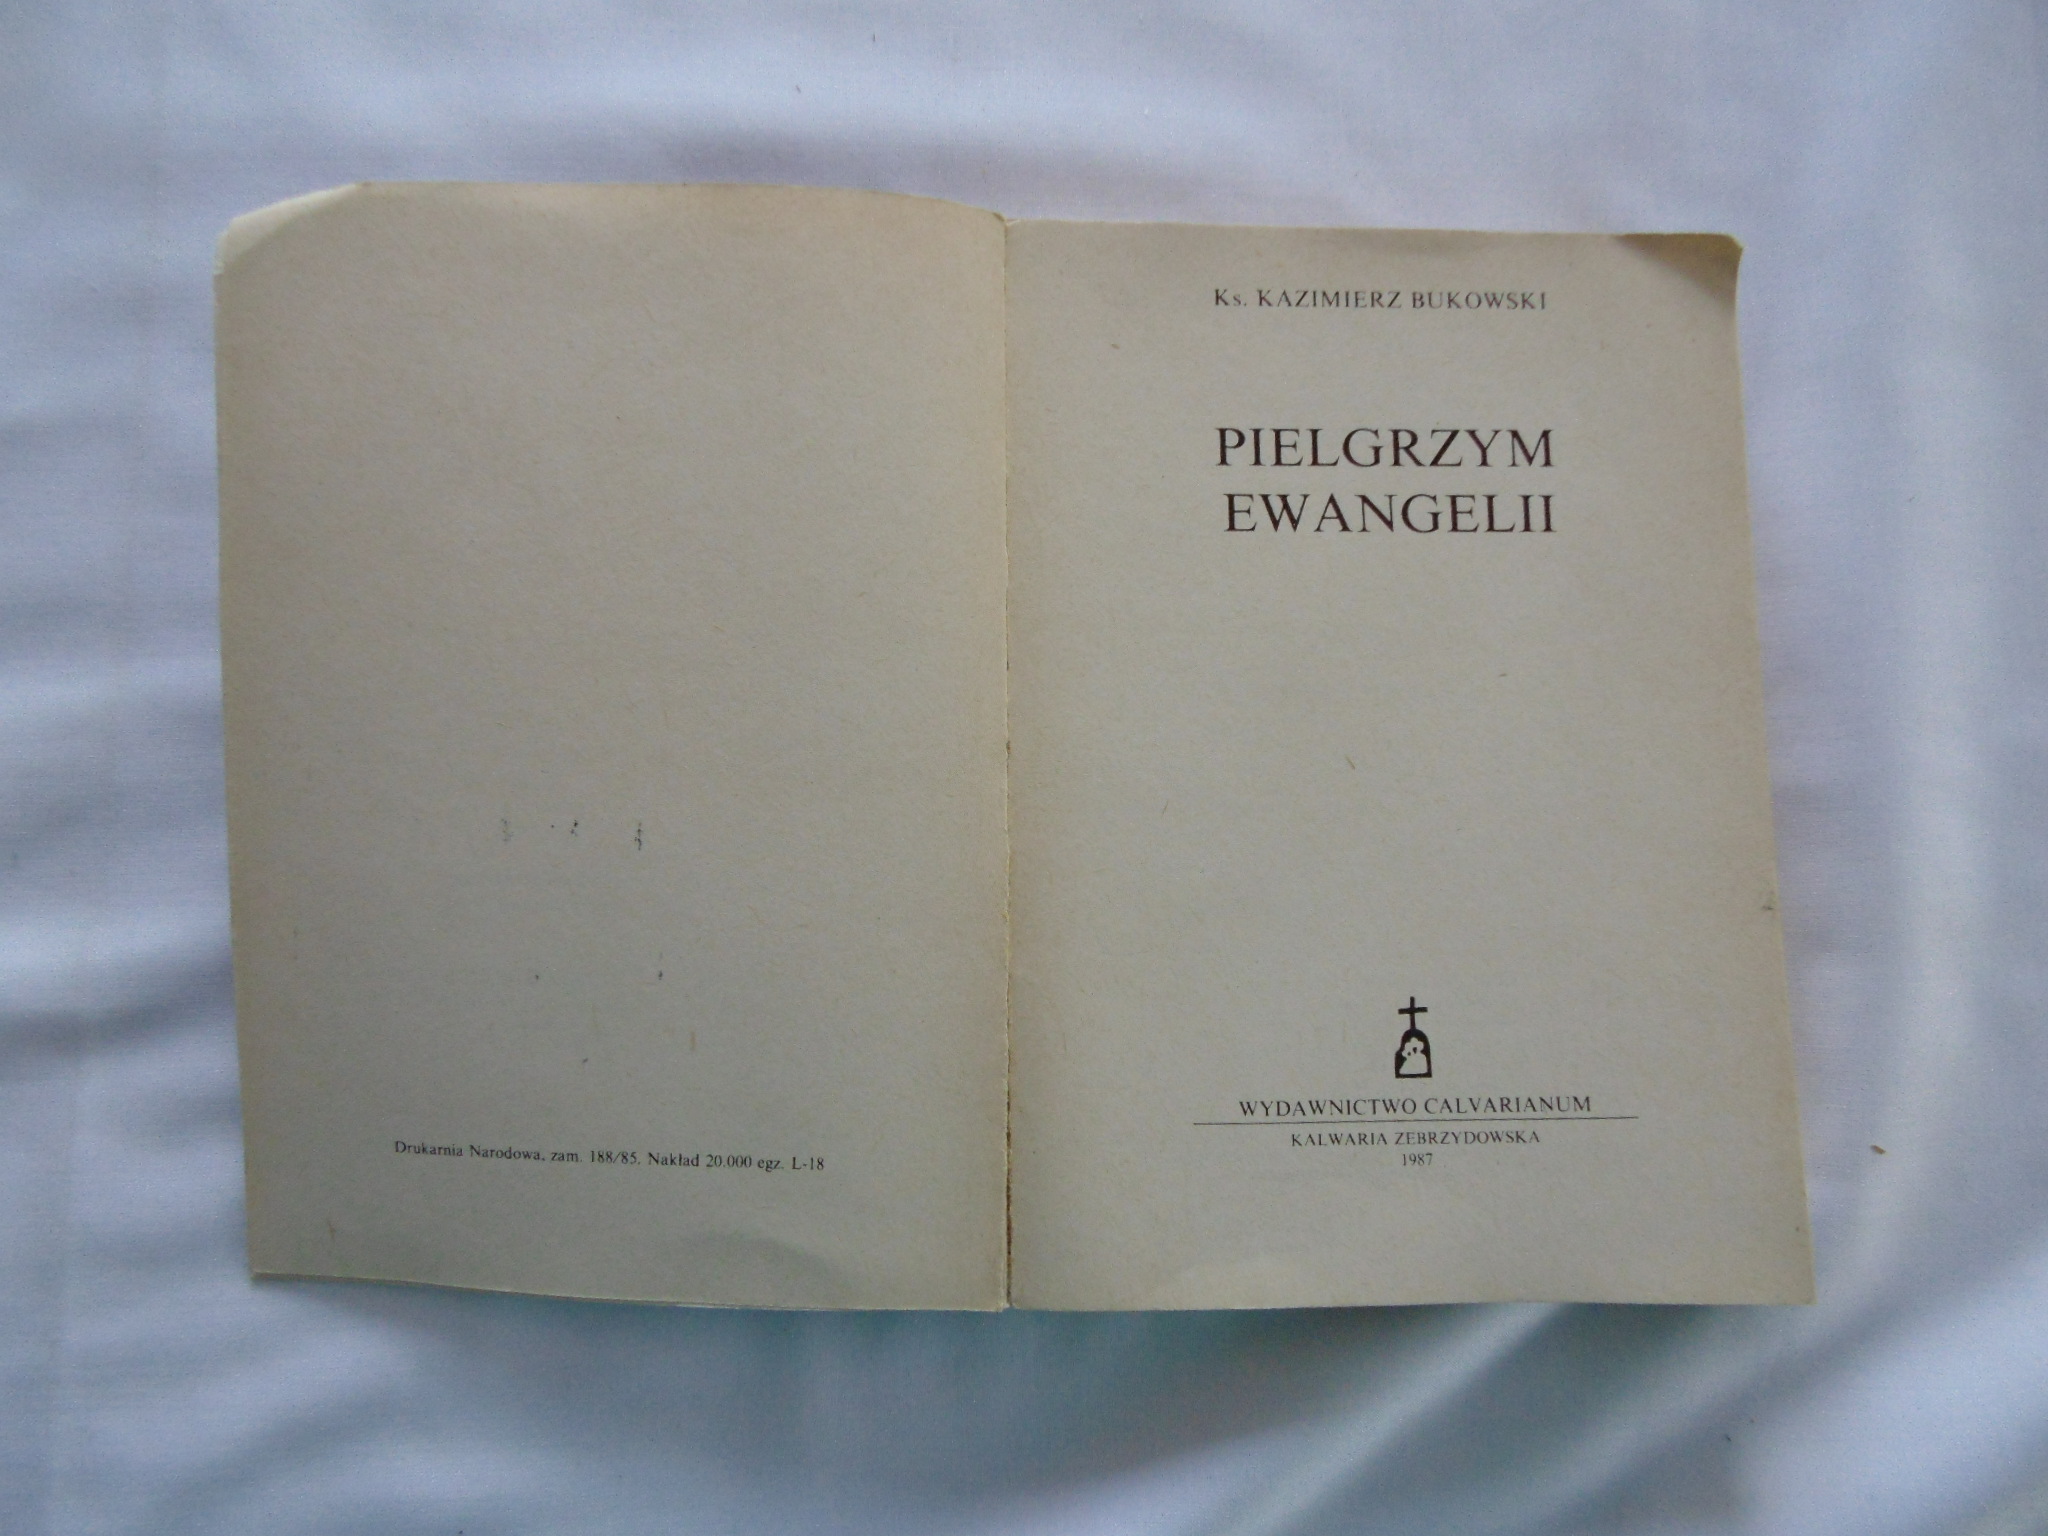 Drukarnia Narodowa, zam. 188/85. Nakład 20.000 egz. L-18
Ks. KAZIMIERZ BUKOWSKI
PIELGRZYM
EWANGELII
WYDAWNICTWO CALVARIANUM
KALWARIA ZEBRZYDOWSKA
1987